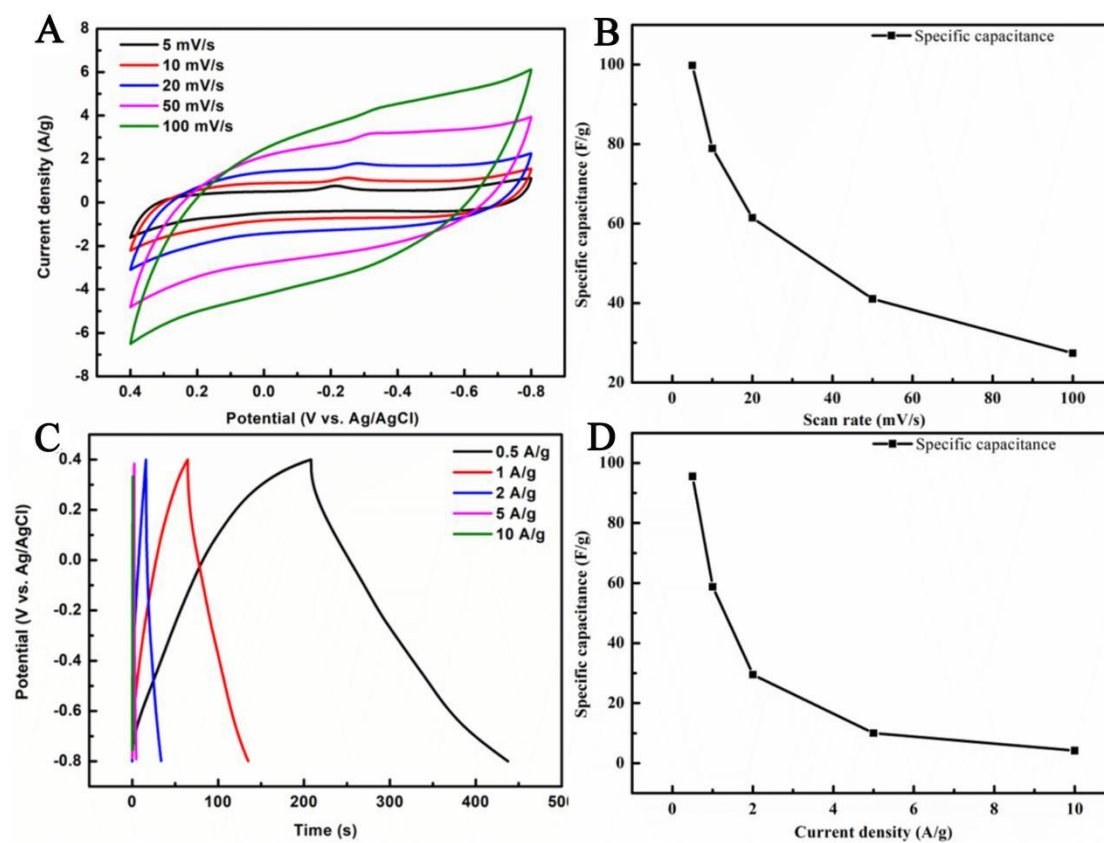 A
5 mV/s
10 mV/s
20 mV/s
50 mV/s
100 mV/s
Current density (A/g)
8
6
4
2
0
-2
-4
-6
-8
0.4 0.2 0.0 -0.2 -0.4 -0.6 -0.8
Potential (V vs. Ag/AgCl)
B
Specific capacitance
Specific capacitance (F/g)
100
80
60
40
20
0 20 40 60 80 100
Scan rate (mV/s)
C
0.5 A/g
1 A/g
2 A/g
5 A/g
10 A/g
Potential (V vs. Ag/AgCl)
0.4
0.2
0.0
-0.2
-0.4
-0.6
-0.8
0 100 200 300 400
Time (s)
D
Specific capacitance
Specific capacitance (F/g)
100
80
60
40
20
0
0 2 4 6 8 10
Current density (A/g)